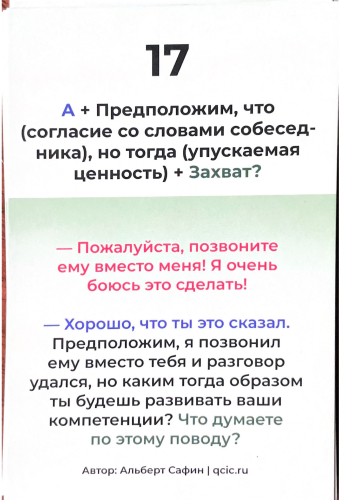 17
А + Предположим, что
(согласие со словами собесед-
ника), но тогда (упускаемая
ценность) + Захват?
— Пожалуйста, позвоните
ему вместо меня! Я очень
боюсь это сделать!
— Хорошо, что ты это сказал.
Предположим, я позвонил
ему вместо тебя и разговор
удался, но каким тогда образом
ты будешь развивать ваши
компетенции? Что думаете
по этому поводу?
Автор: Альберт Сафин | qcic.ru